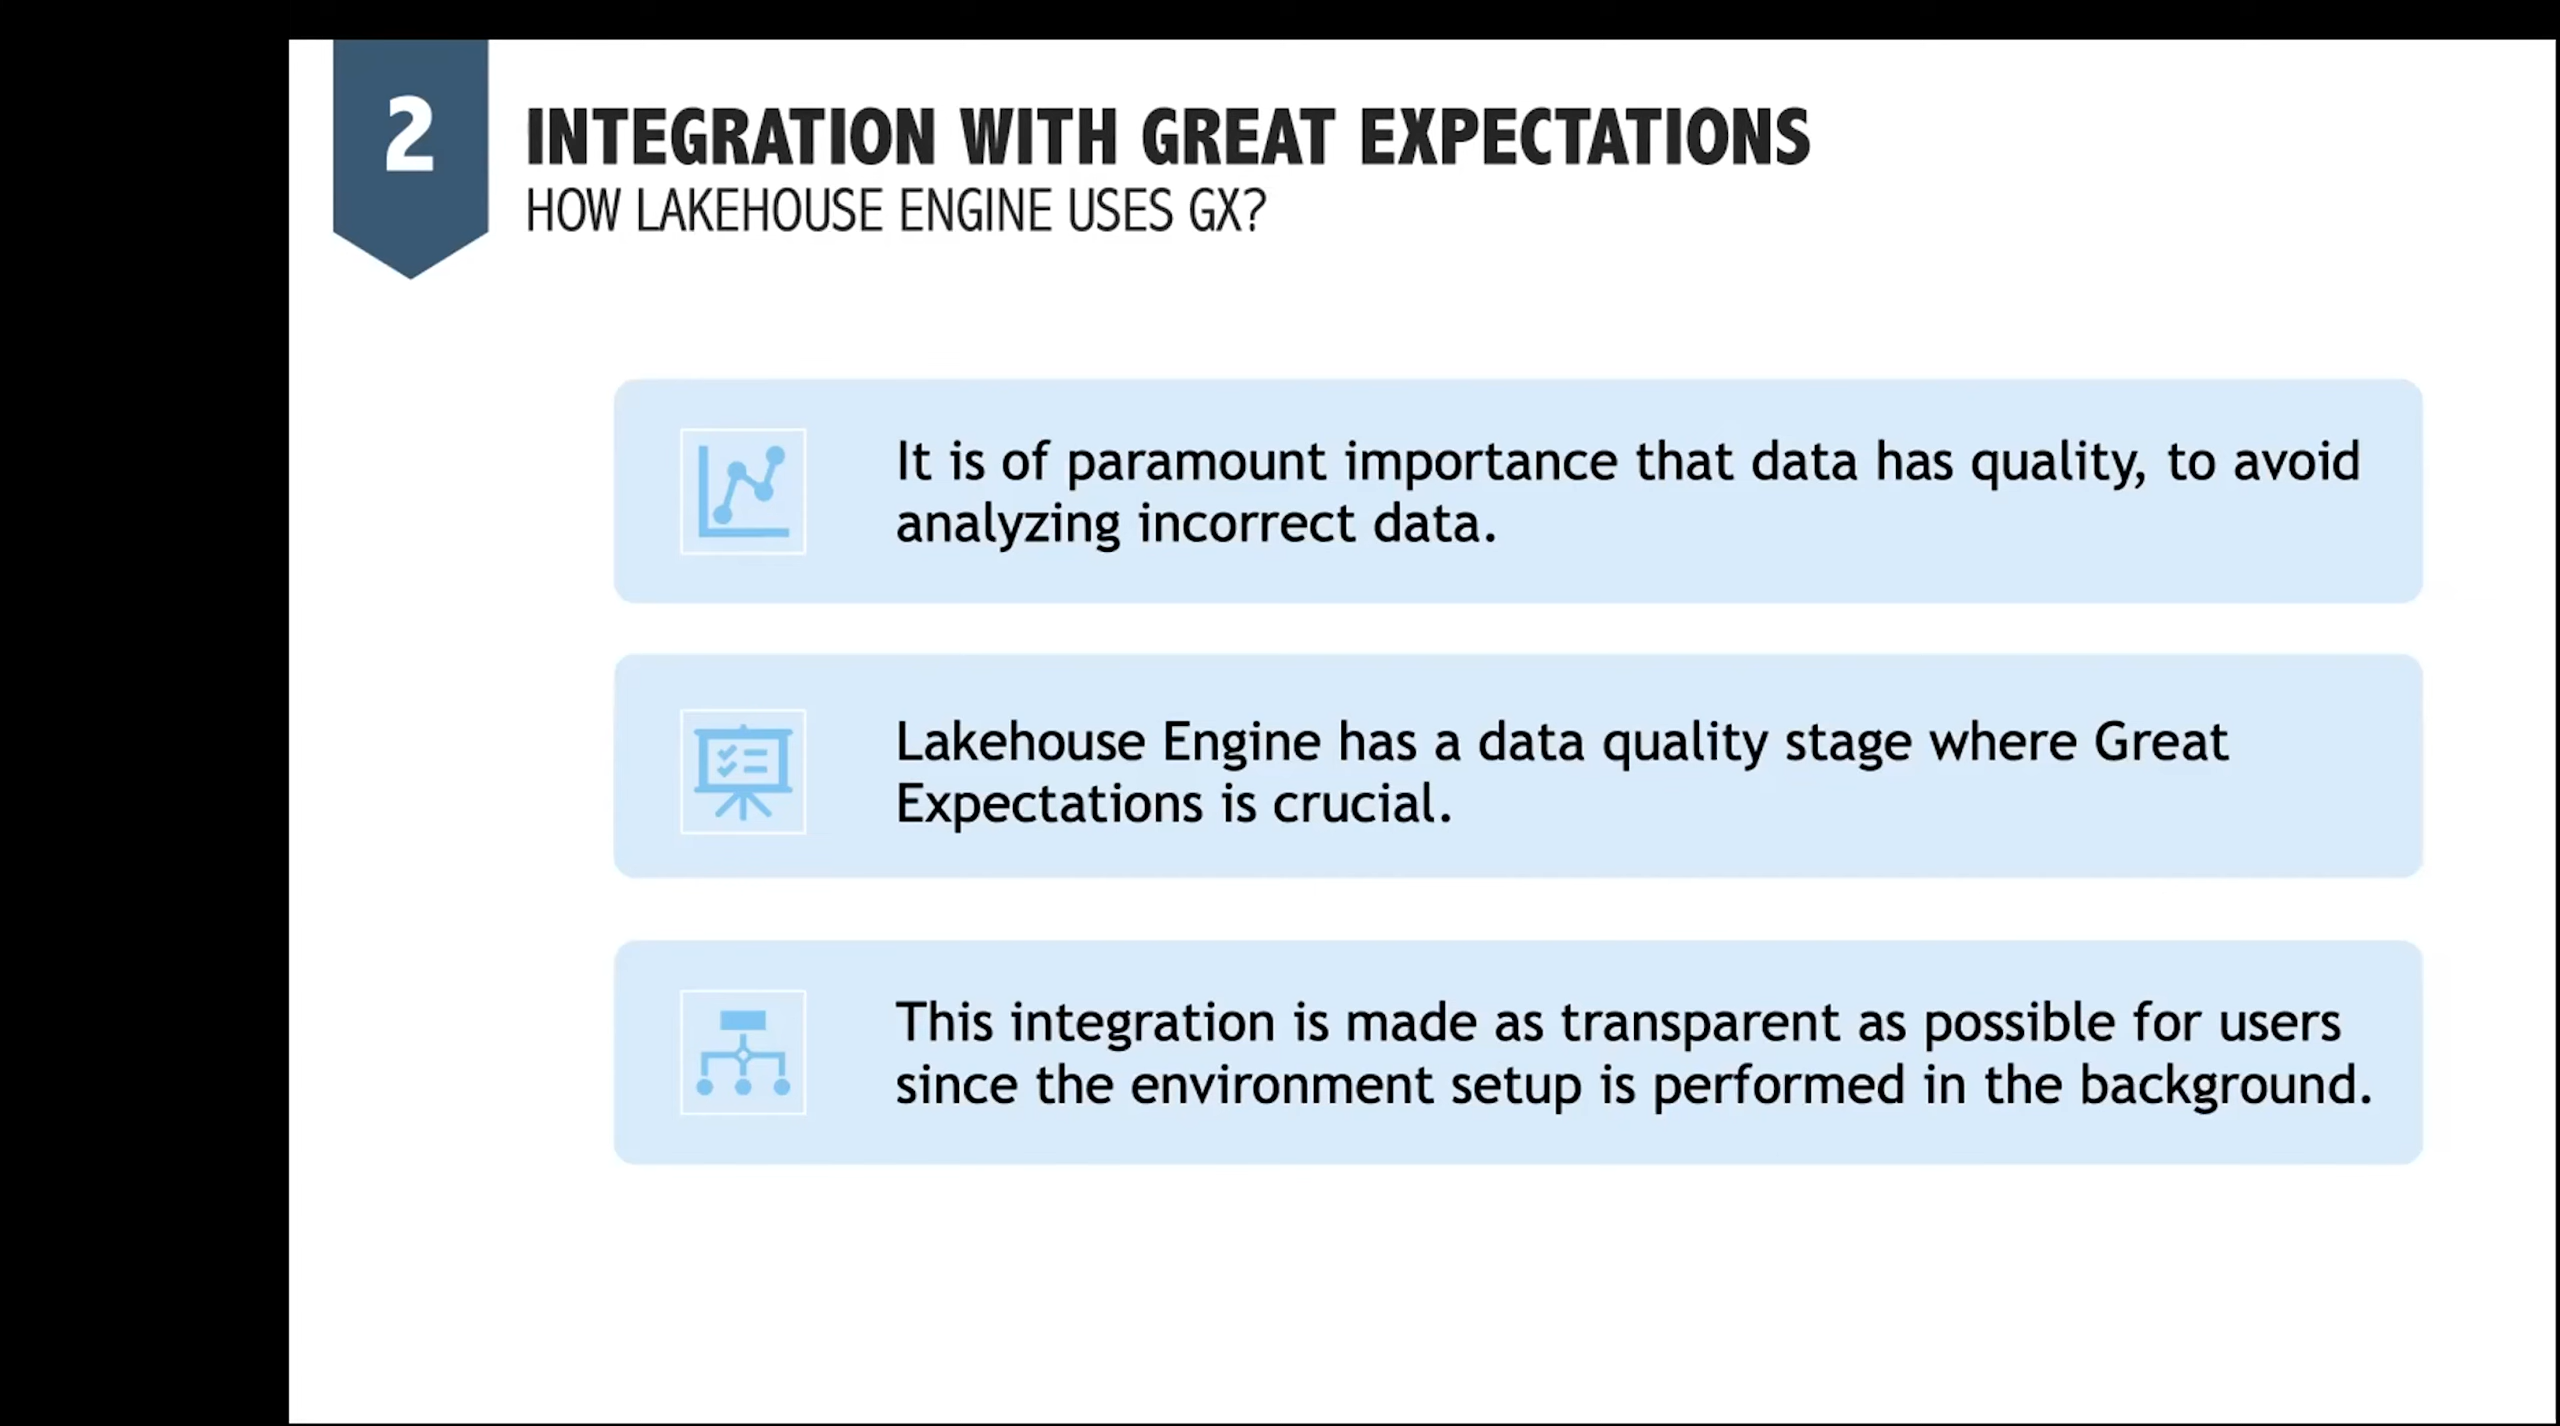 2
INTEGRATION WITH GREAT EXPECTATIONS
HOW LAKEHOUSE ENGINE USES GX?
It is of paramount importance that data has quality, to avoid
analyzing incorrect data.
Lakehouse Engine has a data quality stage where Great
Expectations is crucial.
This integration is made as transparent as possible for users
since the environment setup is performed in the background.